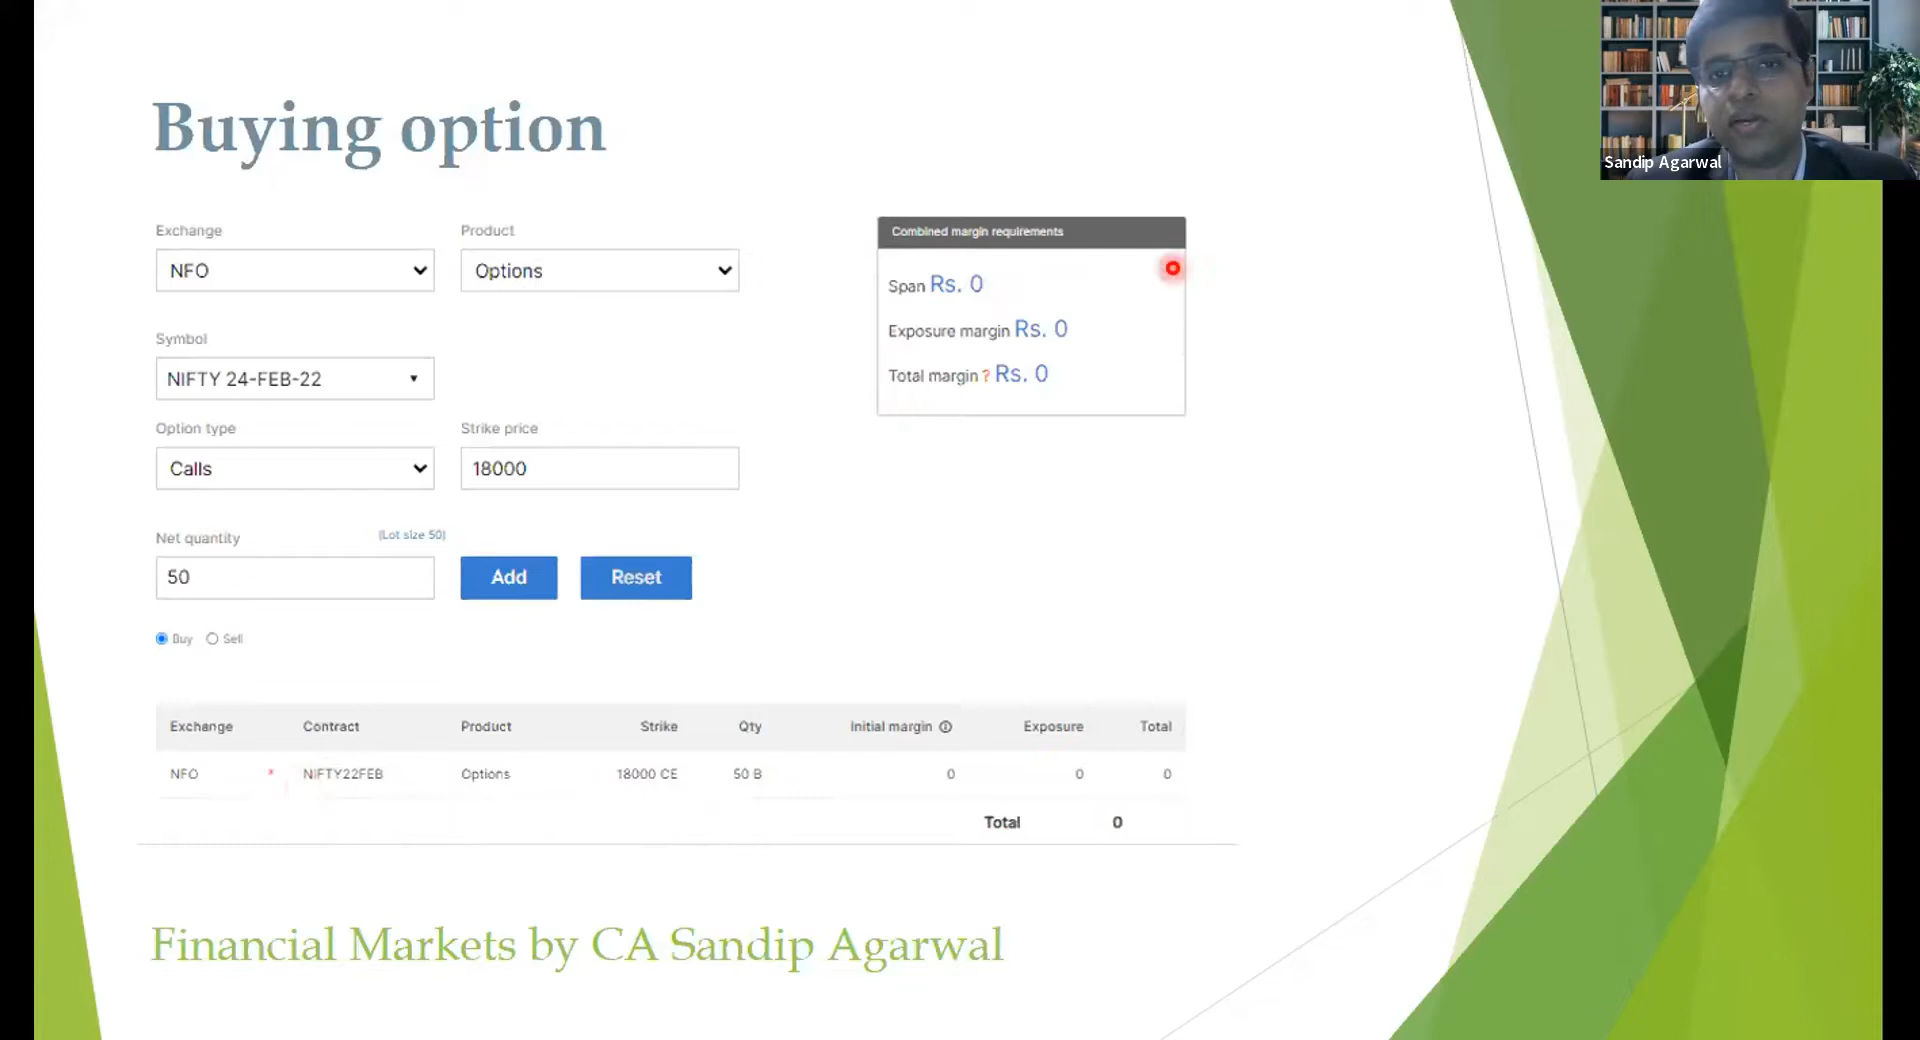 Sandip Agarwal
Buying option
Exchange Product
NFO Options
Combined margin requirements
Span Rs. 0
Exposure margin Rs. 0
Total margin ? Rs. 0
Symbol
NIFTY 24-FEB-22
Option type Strike price
Calls 18000
Net quantity (Lot size 50)
50 Add Reset
Buy Sell
Exchange Contract Product Strike Qty Initial margin Exposure Total
NFO * NIFTY22FEB Options 18000 CE 50 B 0 0 0
Total 0
Financial Markets by CA Sandip Agarwal